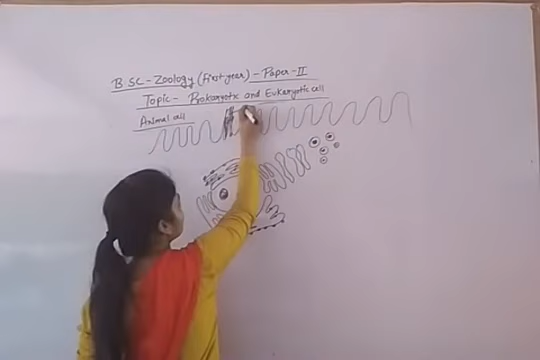 B.SC - Zoology (first year) - Paper - II
Topic - Prokaryotic and Eukaryotic cell
Animal cell